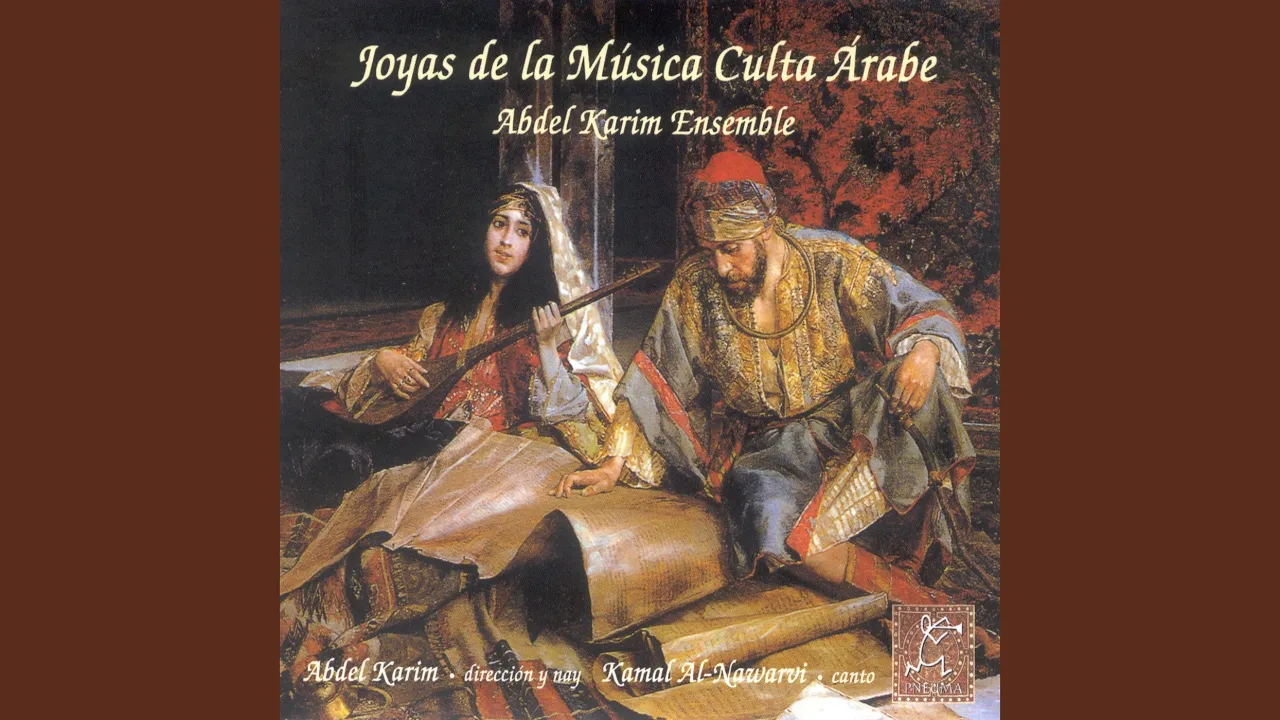 Joyas de la Música Culta Árabe
Abdel Karim Ensemble
Abdel Karim • dirección y nay Kamal Al-Nawarvi • canto
PNEUMA